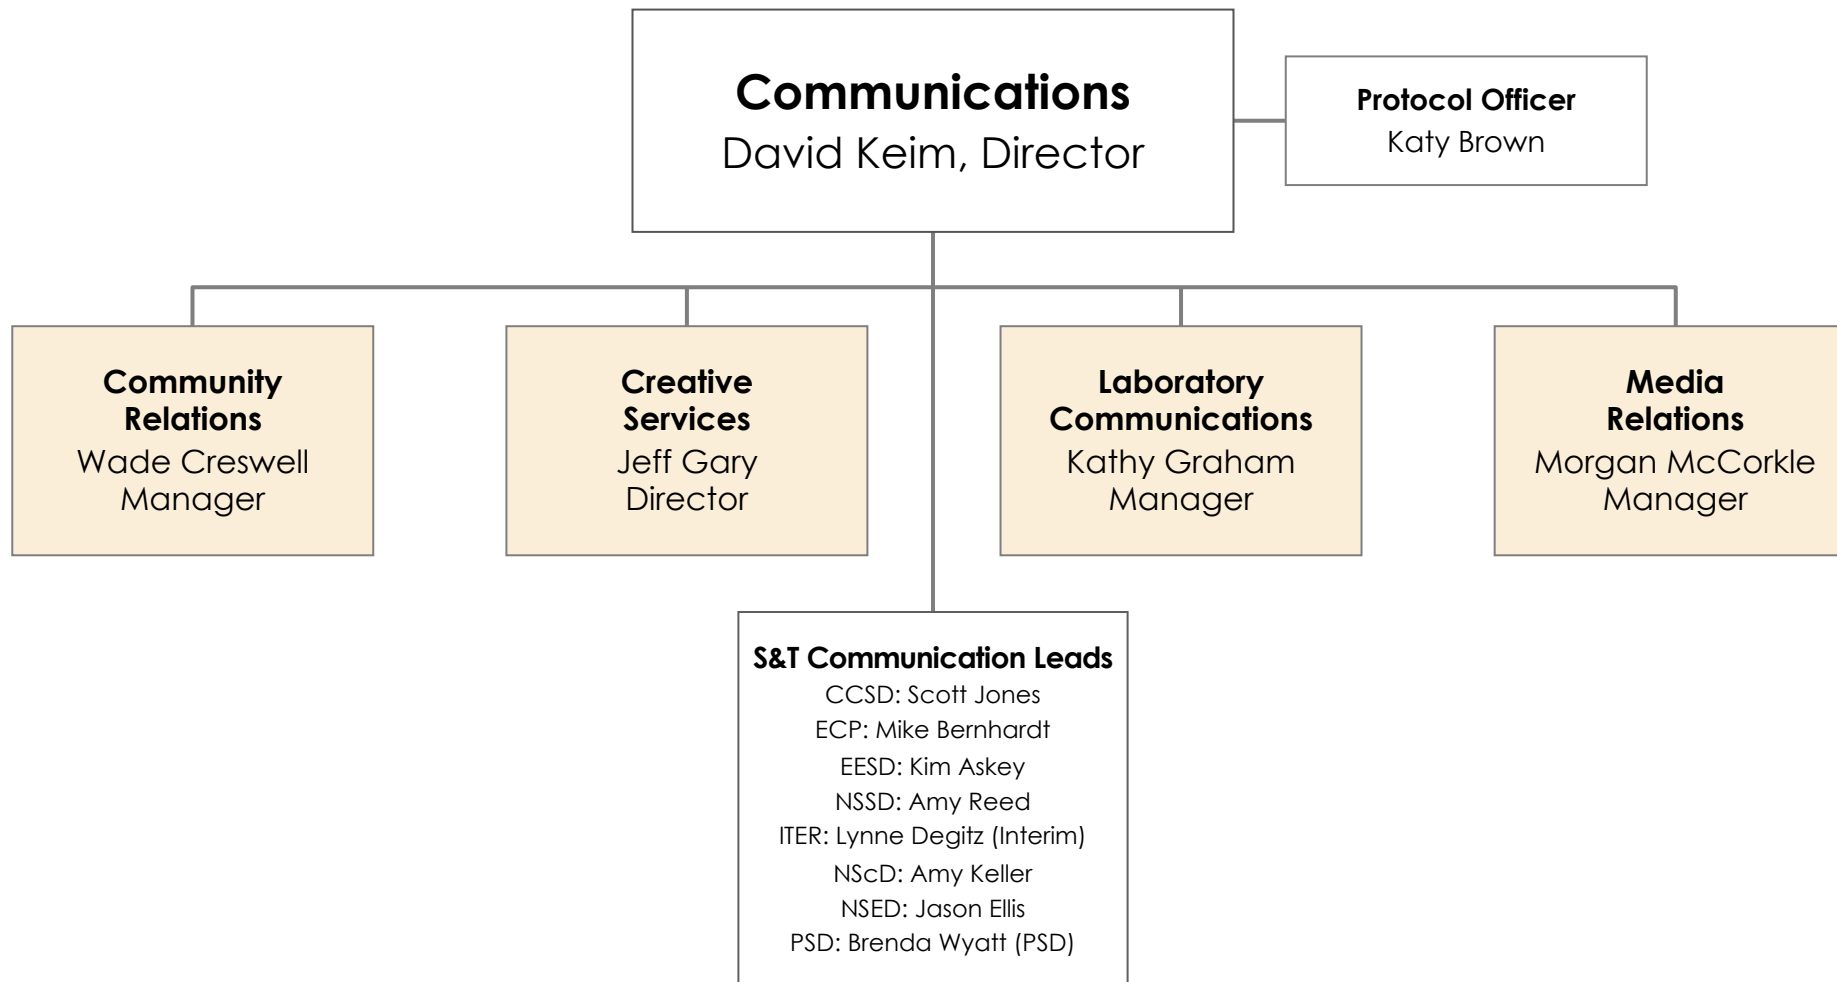 Communications
David Keim, Director
Protocol Officer
Katy Brown
Community
Relations
Wade Creswell
Manager
Creative
Services
Jeff Gary
Director
Laboratory
Communications
Kathy Graham
Manager
Media
Relations
Morgan McCorkle
Manager
S&T Communication Leads
CCSD: Scott Jones
ECP: Mike Bernhardt
EESD: Kim Askey
NSSD: Amy Reed
ITER: Lynne Degitz (Interim)
NScD: Amy Keller
NSED: Jason Ellis
PSD: Brenda Wyatt (PSD)